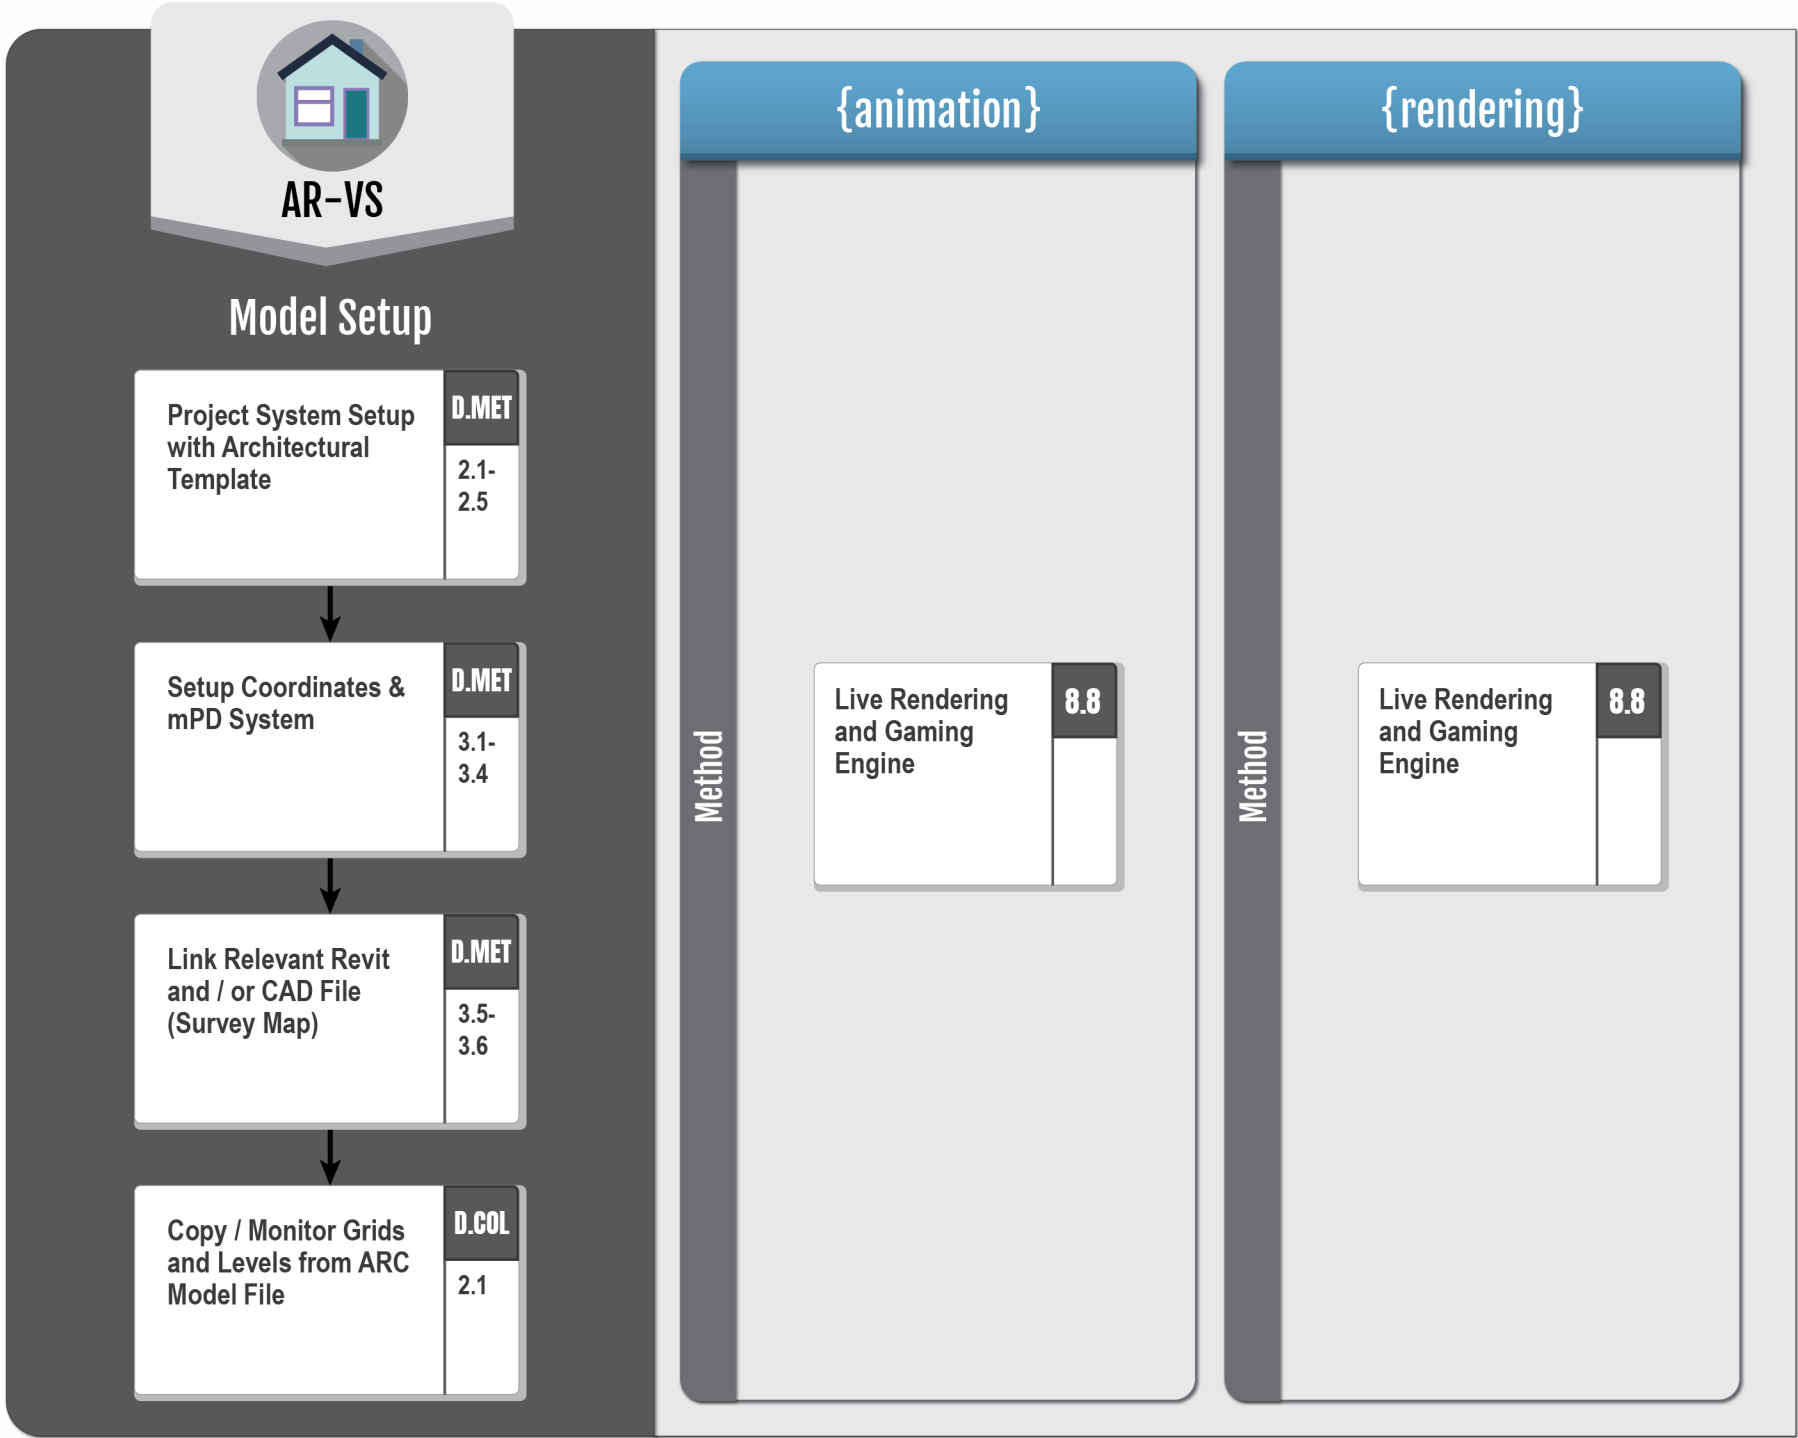 AR-VS
Model Setup
Project System Setup
with Architectural
Template
D.MET
2.1-
2.5
Setup Coordinates &
mPD System
D.MET
3.1-
3.4
Link Relevant Revit
and / or CAD File
(Survey Map)
D.MET
3.5-
3.6
Copy / Monitor Grids
and Levels from ARC
Model File
D.COL
2.1
{animation}
Method
Live Rendering
and Gaming
Engine
8.8
{rendering}
Method
Live Rendering
and Gaming
Engine
8.8